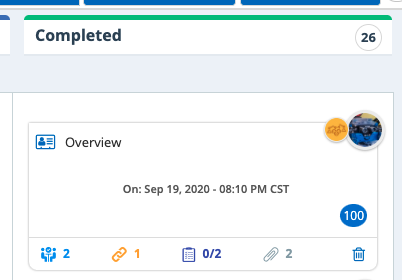 Completed
26
Overview
On: Sep 19, 2020 - 08:10 PM CST
100
2 1 0/2 2